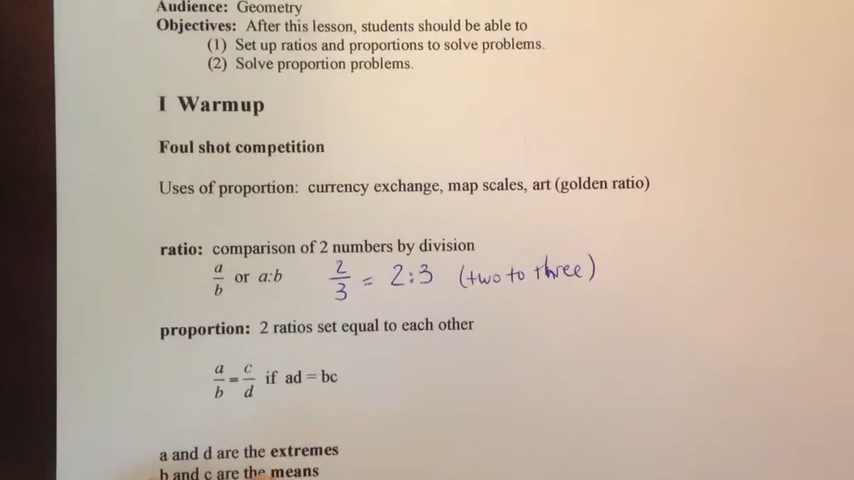 Audience: Geometry
Objectives: After this lesson, students should be able to
(1) Set up ratios and proportions to solve problems.
(2) Solve proportion problems.
I Warmup
Foul shot competition
Uses of proportion: currency exchange, map scales, art (golden ratio)
ratio: comparison of 2 numbers by division
a/b or a:b 2/3 = 2:3 (two to three)
proportion: 2 ratios set equal to each other
a/b = c/d if ad = bc
a and d are the extremes
b and c are the means